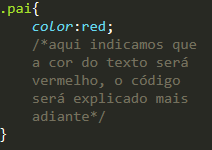 .pai{
color:red;
/*aqui indicamos que
a cor do texto será
vermelho, o código
será explicado mais
adiante*/
}